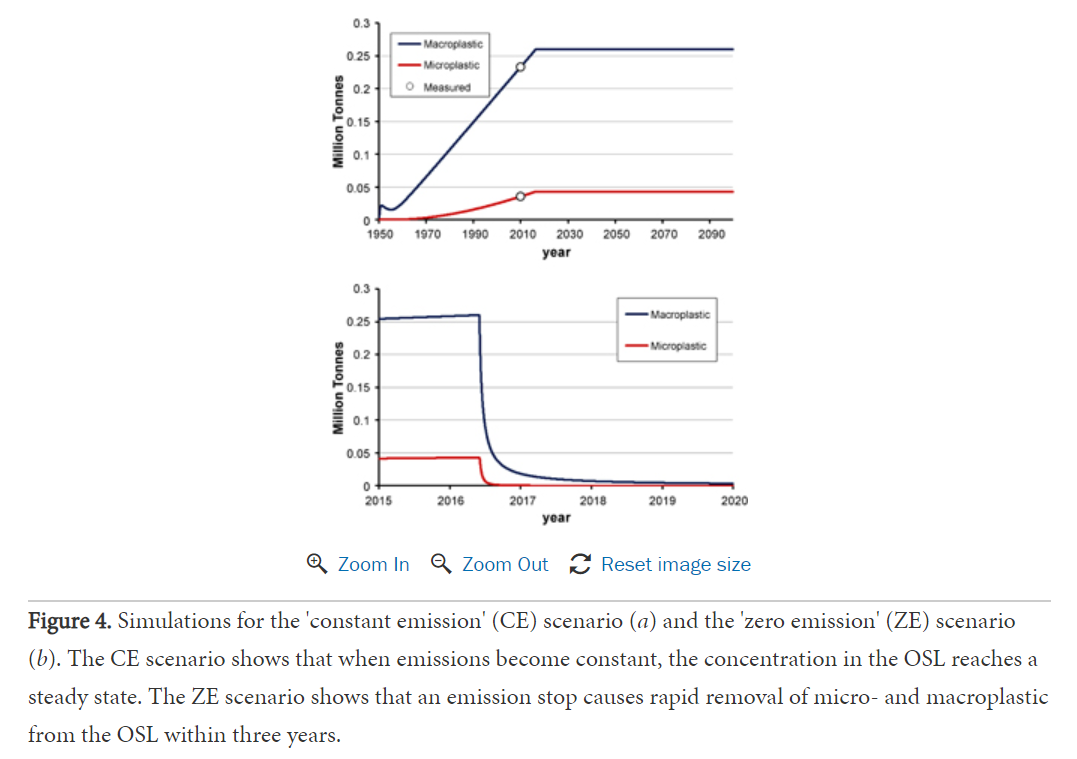 0.3
0.25
0.2
0.15
0.1
0.05
0
Million Tonnes
Macroplastic
Microplastic
Measured
1950 1970 1990 2010 2030 2050 2070 2090
year
0.3
0.25
0.2
0.15
0.1
0.05
0
Million Tonnes
Macroplastic
Microplastic
2015 2016 2017 2018 2019 2020
year
Zoom In Zoom Out Reset image size
Figure 4. Simulations for the 'constant emission' (CE) scenario (a) and the 'zero emission' (ZE) scenario
(b). The CE scenario shows that when emissions become constant, the concentration in the OSL reaches a
steady state. The ZE scenario shows that an emission stop causes rapid removal of micro- and macroplastic
from the OSL within three years.